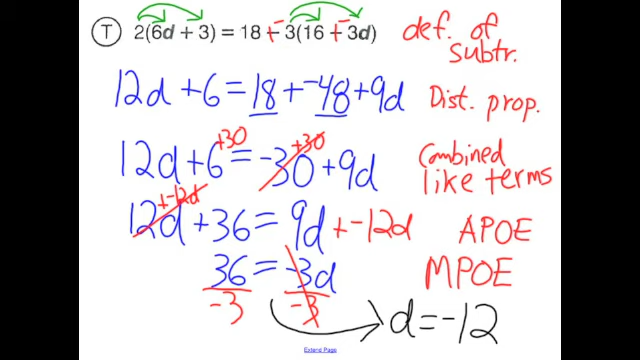 T 2(6d + 3) = 18 +- 3(16 +- 3d) def. of subtr.
12d + 6 = 18 + -48 + 9d Dist. prop.
+30 +30
12d + 6 = -30 + 9d Combined like terms
+-12d
12d + 36 = 9d + -12d APOE
36 = -3d MPOE
-3 -3 d = -12
Extend Page